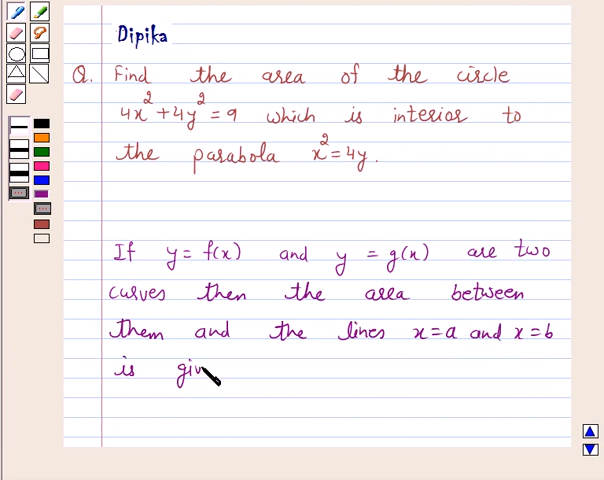 Dipika
Q. Find the area of the circle
4x² + 4y² = 9 which is interior to
the parabola x² = 4y.
If y = f(x) and y = g(x) are two
curves then the area between
them and the lines x=a and x=b
is giv